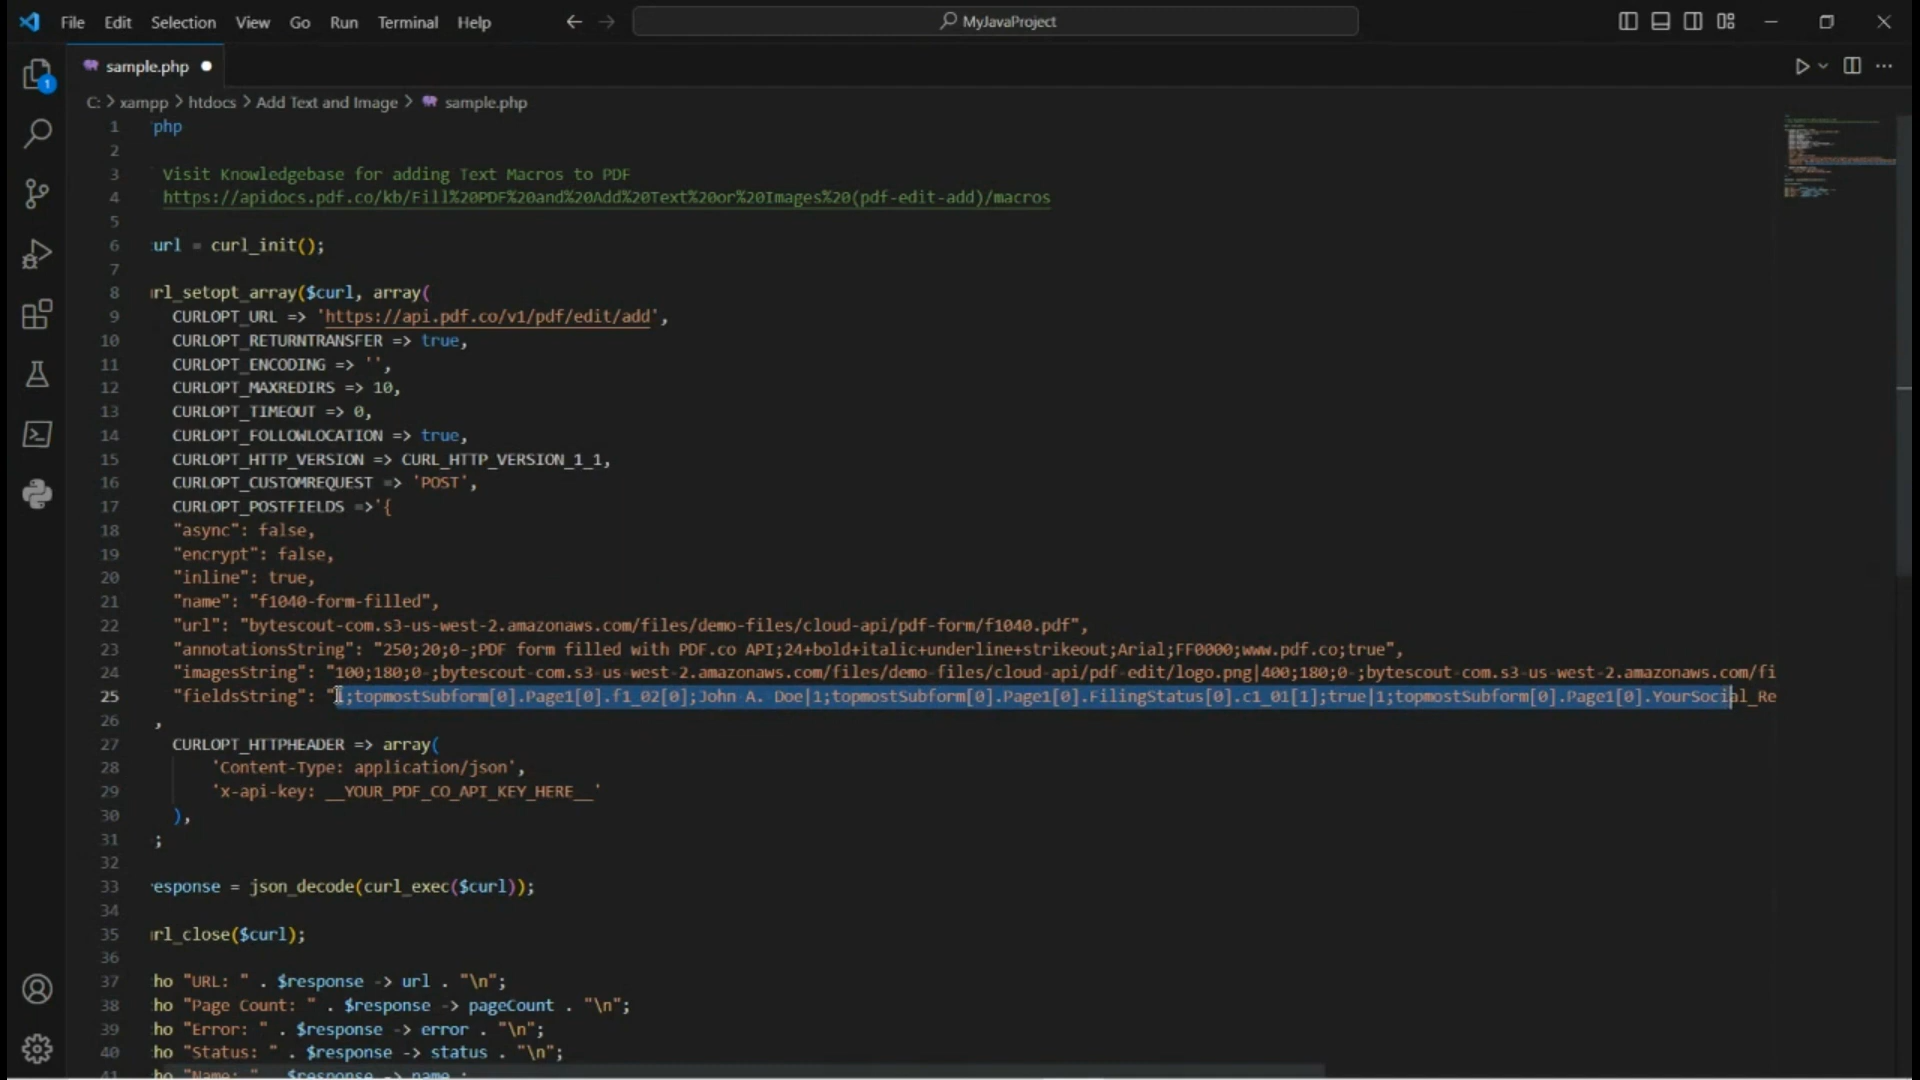 File Edit Selection View Go Run Terminal Help MyJavaProject
1
sample.php
C: > xampp > htdocs > Add Text and Image > sample.php
1 php
2
3 Visit Knowledgebase for adding Text Macros to PDF
4 https://apidocs.pdf.co/kb/Fill%20PDF%20and%20Add%20Text%20or%20Images%20(pdf-edit-add)/macros
5
6 url = curl_init();
7
8 rl_setopt_array($curl, array(
9 CURLOPT_URL => 'https://api.pdf.co/v1/pdf/edit/add',
10 CURLOPT_RETURNTRANSFER => true,
11 CURLOPT_ENCODING => '',
12 CURLOPT_MAXREDIRS => 10,
13 CURLOPT_TIMEOUT => 0,
14 CURLOPT_FOLLOWLOCATION => true,
15 CURLOPT_HTTP_VERSION => CURL_HTTP_VERSION_1_1,
16 CURLOPT_CUSTOMREQUEST => 'POST',
17 CURLOPT_POSTFIELDS =>'{
18 "async": false,
19 "encrypt": false,
20 "inline": true,
21 "name": "f1040-form-filled",
22 "url": "bytescout-com.s3-us-west-2.amazonaws.com/files/demo-files/cloud-api/pdf-form/f1040.pdf",
23 "annotationsString": "250;20;0-;PDF form filled with PDF.co API;24+bold+italic+underline+strikeout;Arial;FF0000;www.pdf.co;true",
24 "imagesString": "100;180;0-;bytescout-com.s3-us-west-2.amazonaws.com/files/demo-files/cloud-api/pdf-edit/logo.png|400;180;0-;bytescout-com.s3-us-west-2.amazonaws.com/fi
25 "fieldsString": "1;topmostSubform[0].Page1[0].f1_02[0];John A. Doe|1;topmostSubform[0].Page1[0].FilingStatus[0].c1_01[1];true|1;topmostSubform[0].Page1[0].YourSocial_Re
26 ,
27 CURLOPT_HTTPHEADER => array(
28 'Content-Type: application/json',
29 'x-api-key: __YOUR_PDF_CO_API_KEY_HERE__'
30 ),
31 ;
32
33 response = json_decode(curl_exec($curl));
34
35 rl_close($curl);
36
37 ho "URL: " . $response -> url . "\n";
38 ho "Page Count: " . $response -> pageCount . "\n";
39 ho "Error: " . $response -> error . "\n";
40 ho "Status: " . $response -> status . "\n";
41 ho "Name: " . $response -> name .